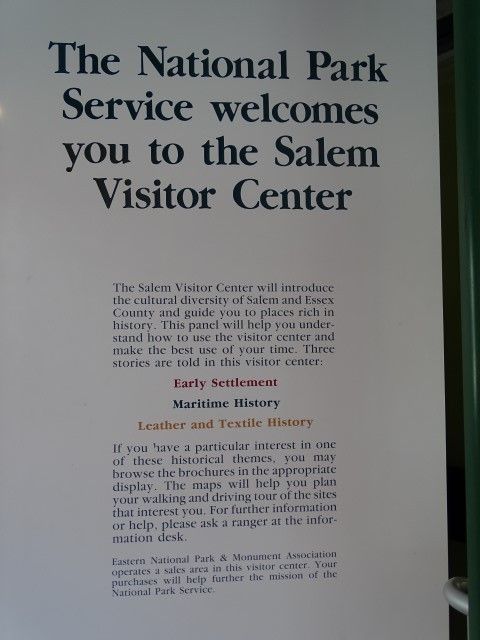 The National Park
Service welcomes
you to the Salem
Visitor Center
The Salem Visitor Center will introduce
the cultural diversity of Salem and Essex
County and guide you to places rich in
history. This panel will help you under-
stand how to use the visitor center and
make the best use of your time. Three
stories are told in this visitor center:
Early Settlement
Maritime History
Leather and Textile History
If you have a particular interest in one
of these historical themes, you may
browse the brochures in the appropriate
display. The maps will help you plan
your walking and driving tour of the sites
that interest you. For further information
or help, please ask a ranger at the infor-
mation desk.
Eastern National Park & Monument Association
operates a sales area in this visitor center. Your
purchases will help further the mission of the
National Park Service.